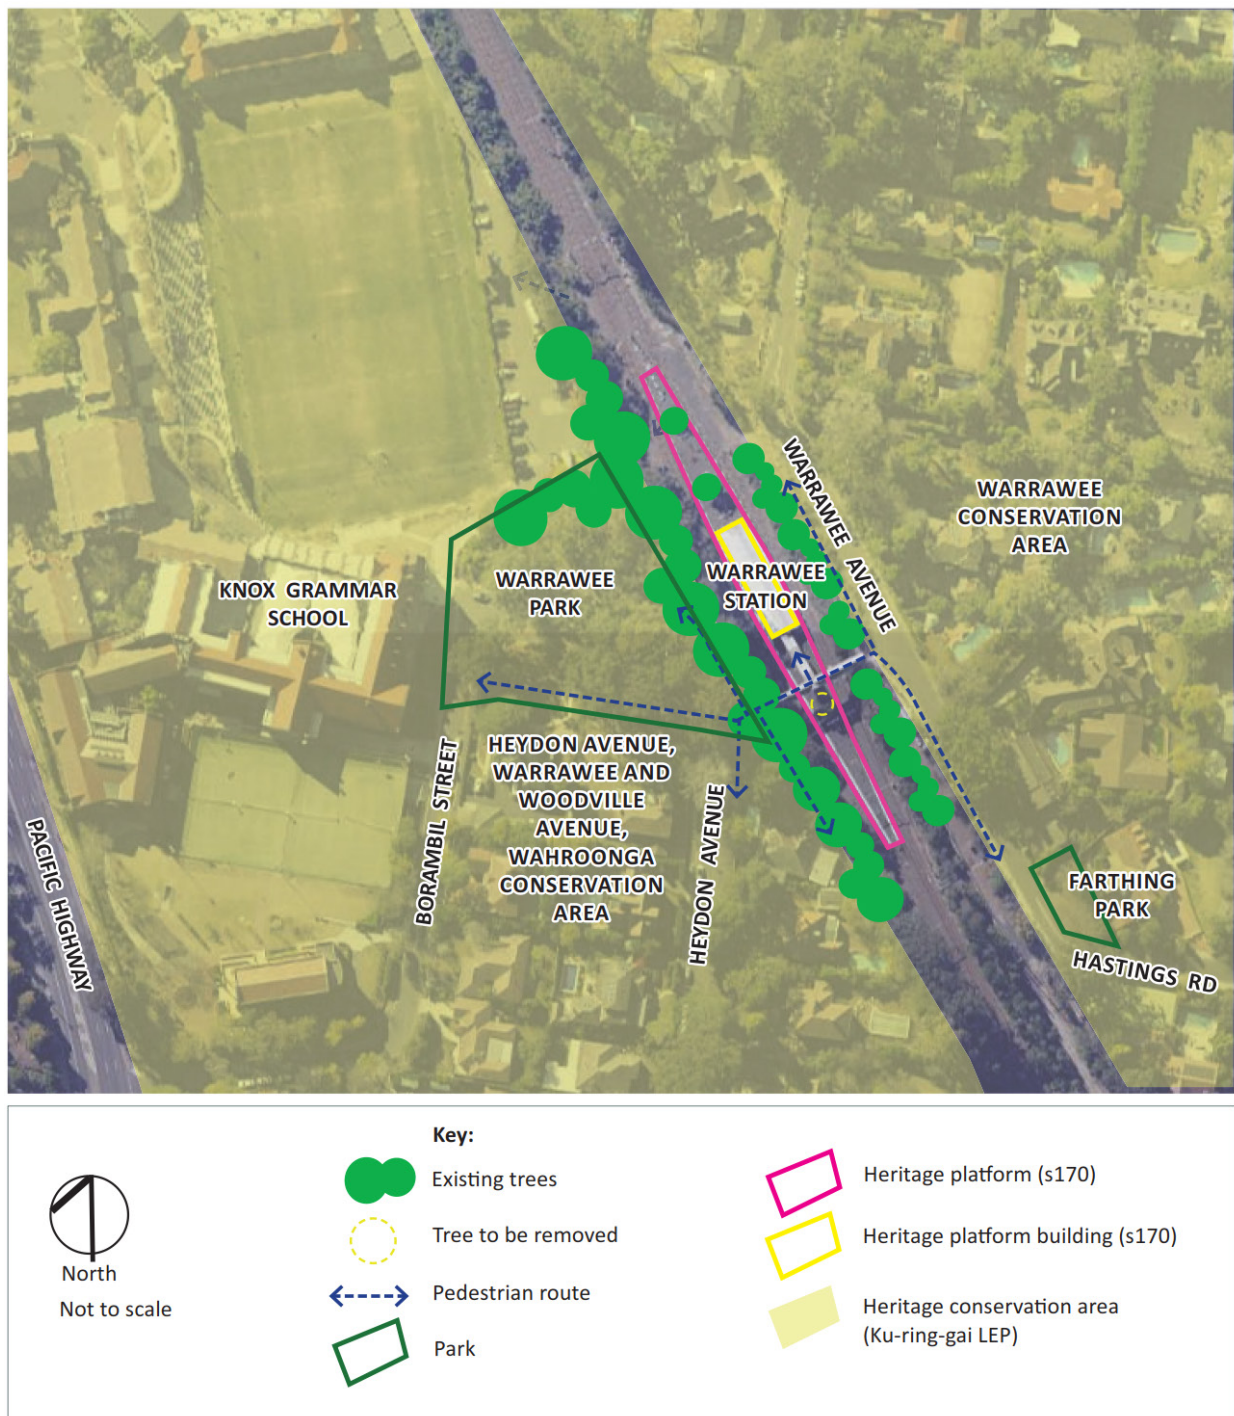 WARRAWEE
CONSERVATION
AREA
WARRAWEE AVENUE
WARRAWEE
STATION
WARRAWEE
PARK
KNOX GRAMMAR
SCHOOL
HEYDON AVENUE,
WARRAWEE AND
WOODVILLE
AVENUE,
WAHROONGA
CONSERVATION
AREA
BORAMBIL STREET
HEYDON AVENUE
PACIFIC HIGHWAY
FARTHING
PARK
HASTINGS RD
Key:
North
Not to scale
Existing trees
Tree to be removed
Pedestrian route
Park
Heritage platform (s170)
Heritage platform building (s170)
Heritage conservation area
(Ku-ring-gai LEP)